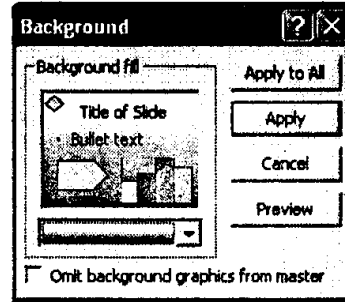 Background
Background fill
Title of Slide
Bullet text
Apply to All
Apply
Cancel
Preview
Omit background graphics from master